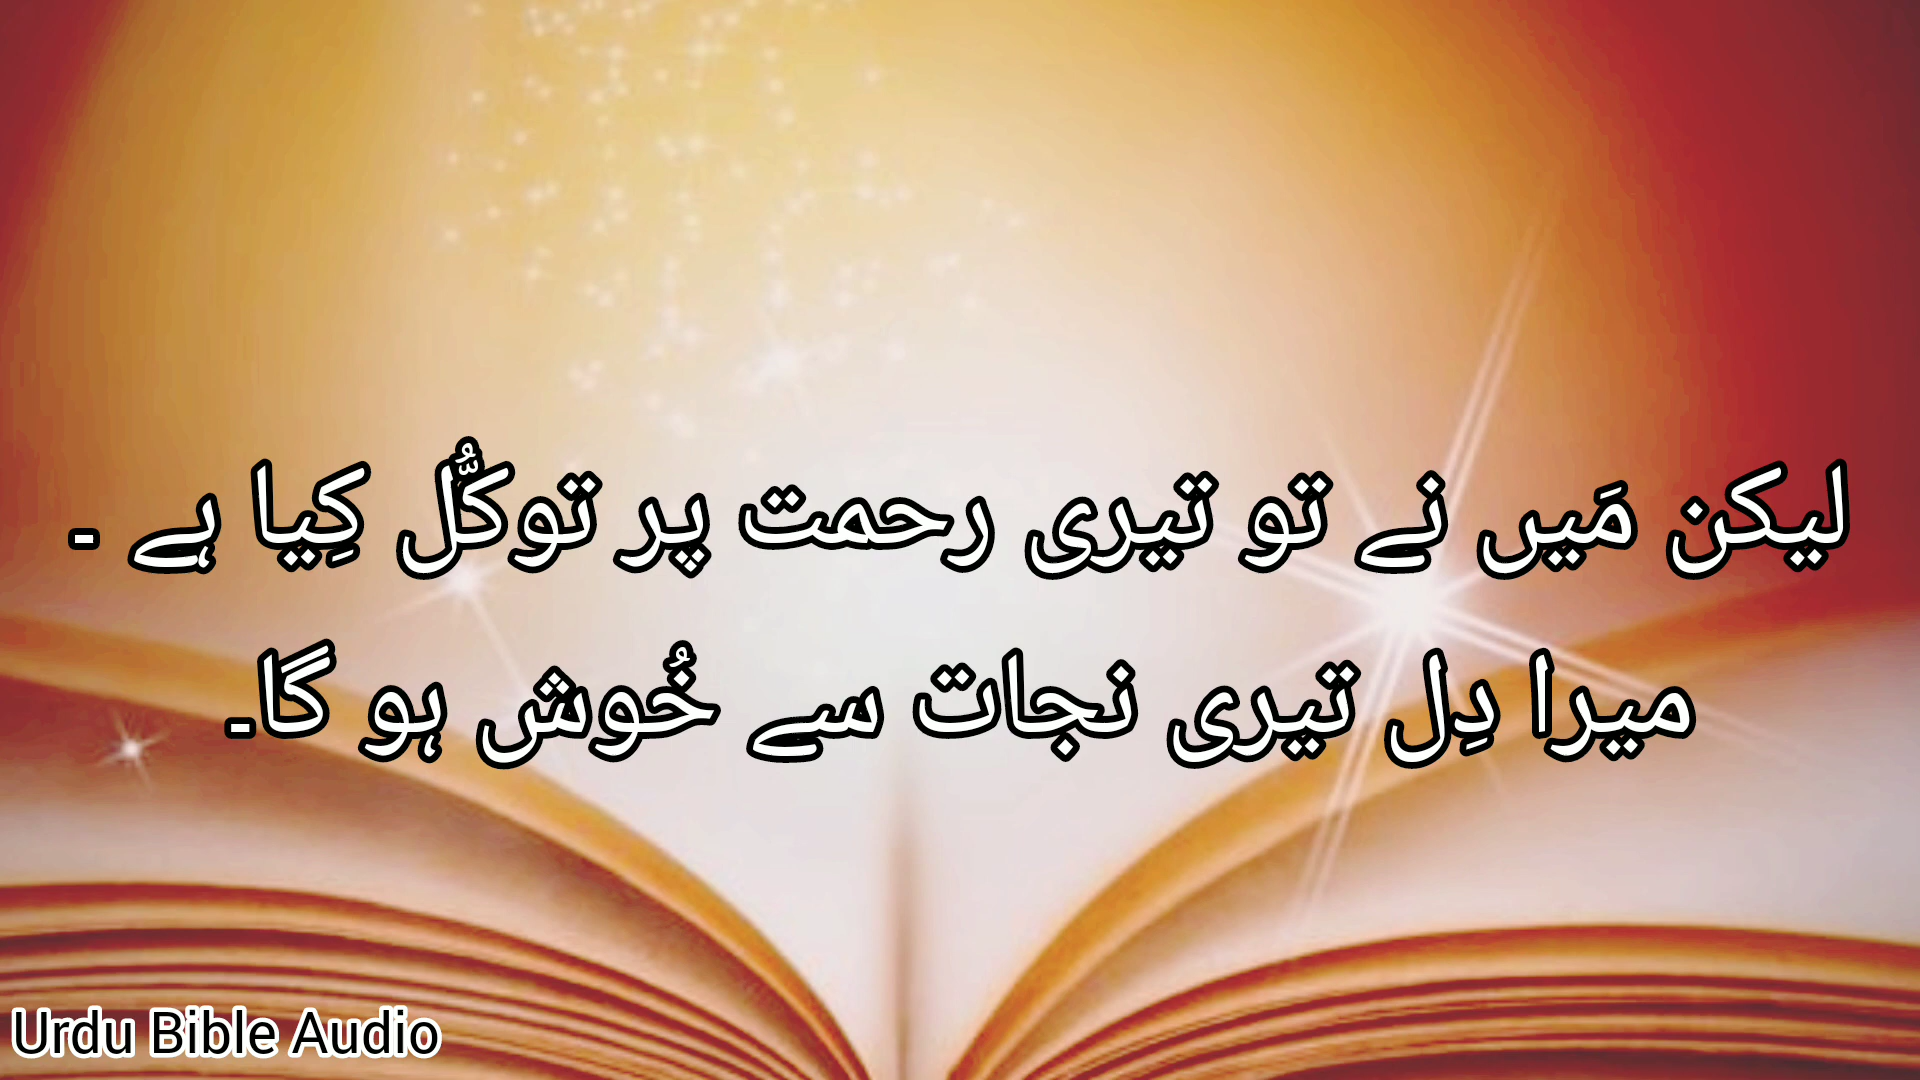 لیکن مَیں نے تو تیری رحمت پر توکُّل کِیا ہے ۔
میرا دِل تیری نجات سے خُوش ہو گا۔
Urdu Bible Audio